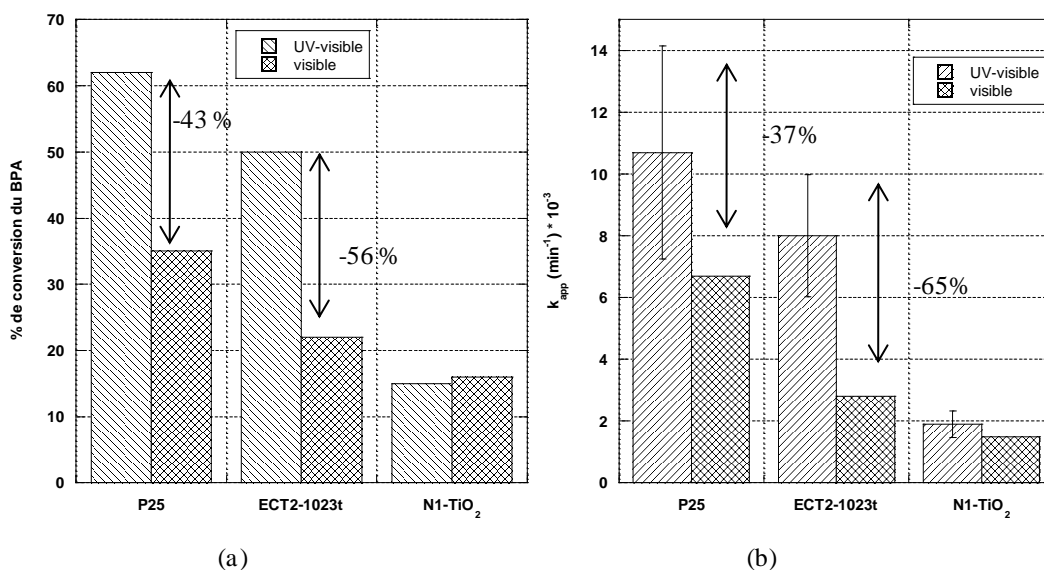 % de conversion du BPA
70
60
50
40
30
20
10
0
UV-visible
visible
-43 %
-56 %
P25
ECT2-1023t
N1-TiO₂
(a)
k_app (min⁻¹) * 10⁻³
14
12
10
8
6
4
2
0
UV-visible
visible
-37%
-65%
P25
ECT2-1023t
N1-TiO₂
(b)